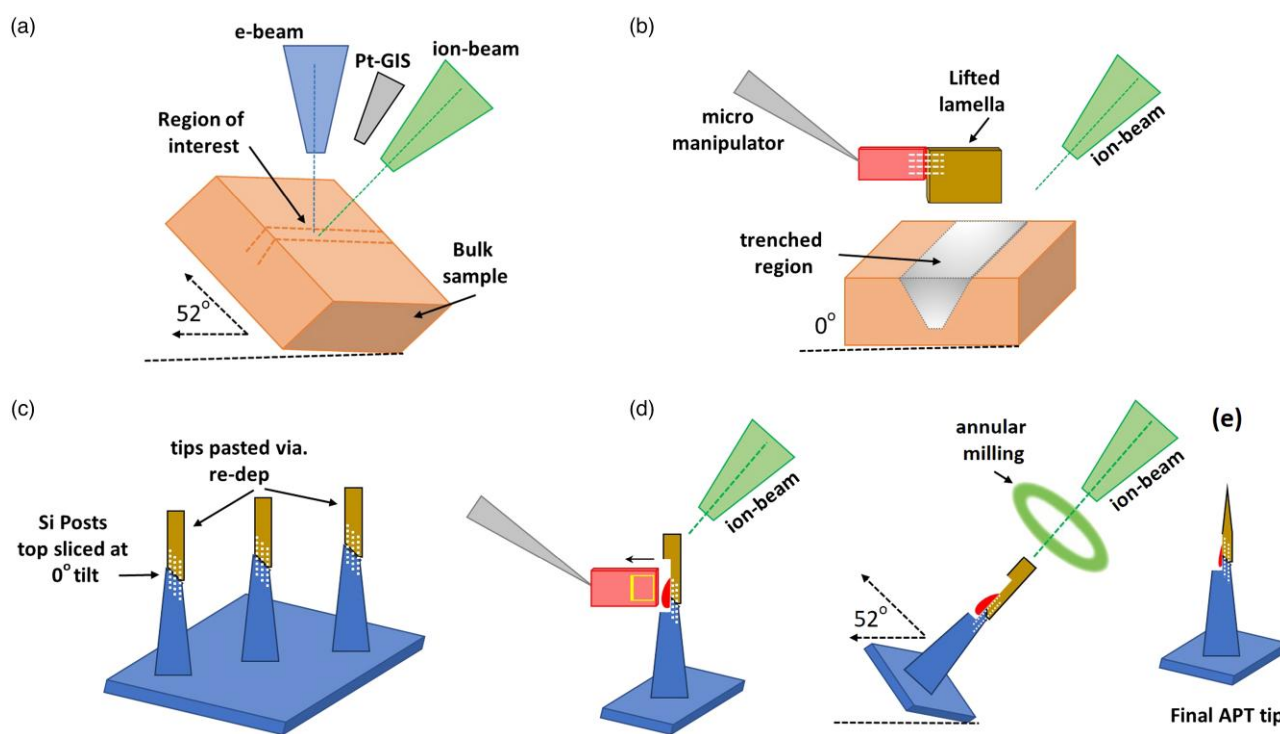 (a)
e-beam
Pt-GIS
ion-beam
Region of
interest
Bulk
sample
52°
(b)
Lifted
lamella
micro
manipulator
ion-beam
trenched
region
0°
(c)
tips pasted via.
re-dep
Si Posts
top sliced at
0° tilt
(d)
ion-beam
annular
milling
ion-beam
52°
(e)
Final APT tip